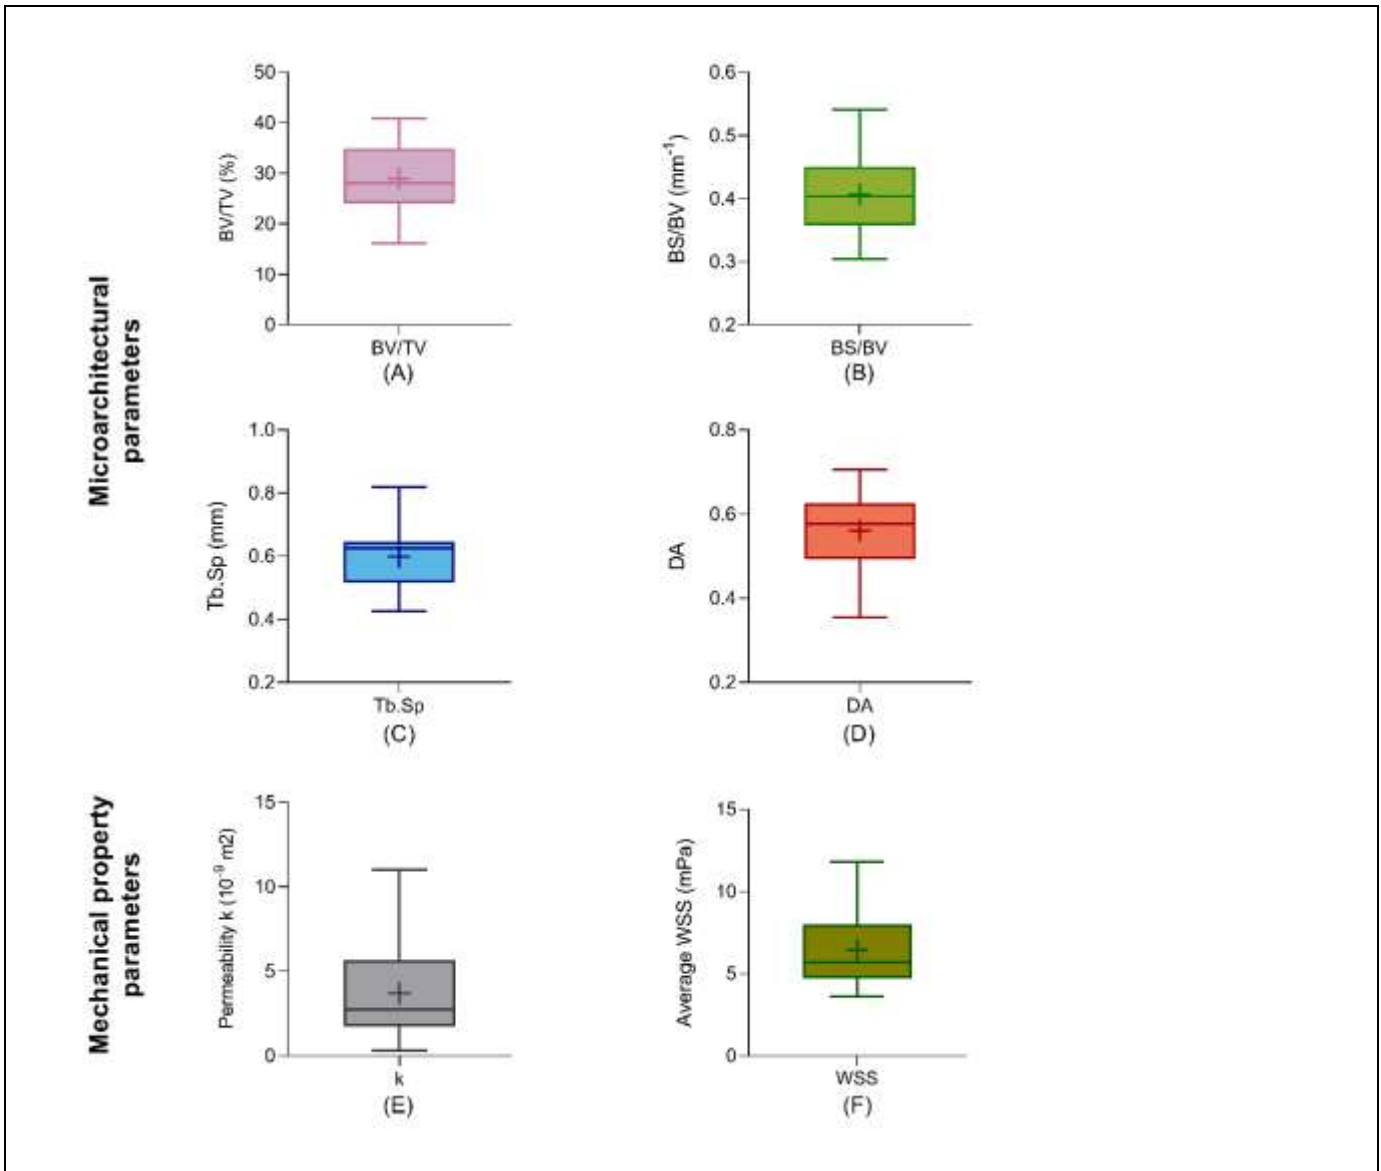 Microarchitectural
parameters
50
40
30
20
10
0
BV/TV (%)
BV/TV
(A)
0.6
0.5
0.4
0.3
0.2
BS/BV (mm⁻¹)
BS/BV
(B)
1.0
0.8
0.6
0.4
0.2
Tb.Sp (mm)
Tb.Sp
(C)
0.8
0.6
0.4
0.2
DA
DA
(D)
Mechanical property
parameters
15
10
5
0
Permeability k (10⁻⁹ m2)
k
(E)
15
10
5
0
Average WSS (mPa)
WSS
(F)